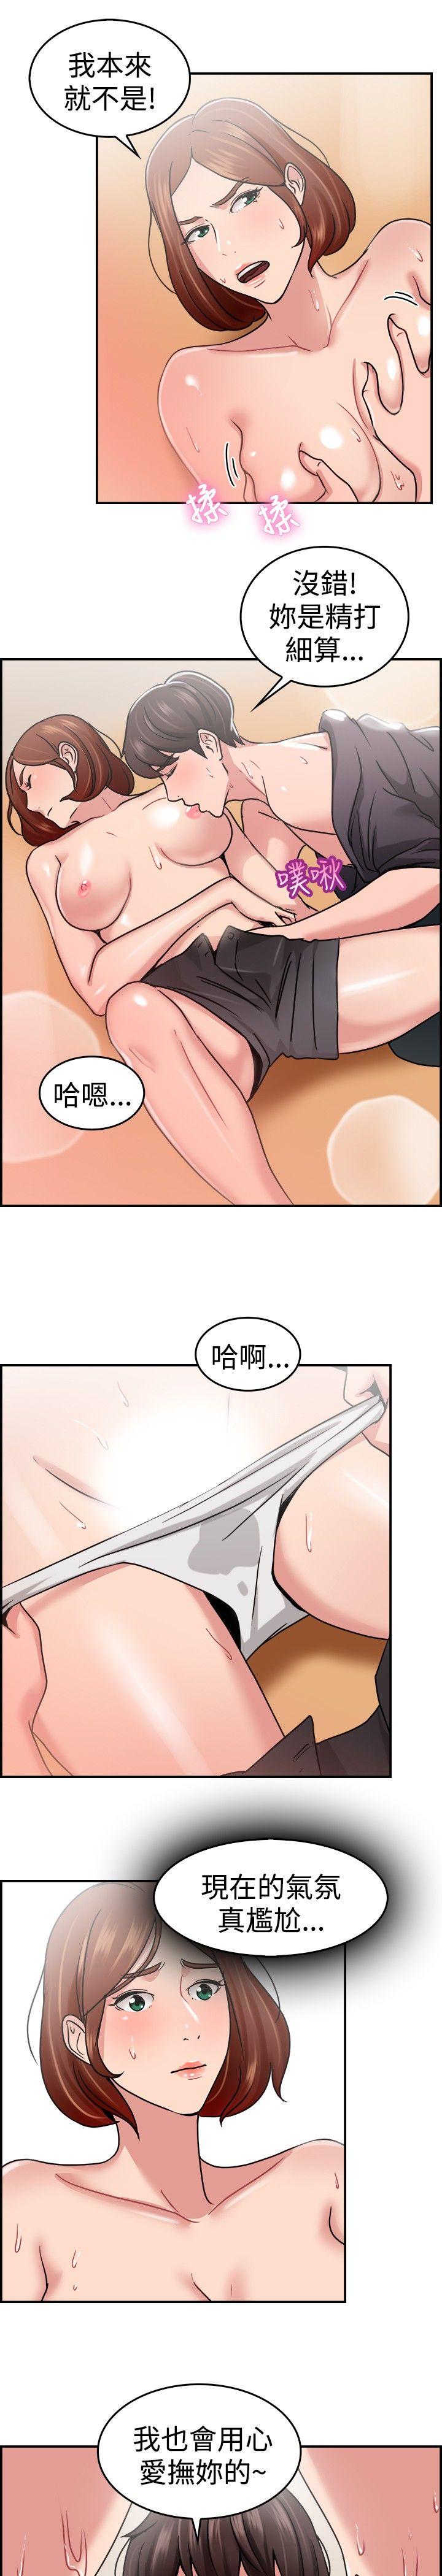 我本來
就不是!
揉
揉
沒錯!
妳是精打
細算...
噗啾
哈嗯...
哈啊...
現在的氣氛
真尷尬...
我也會用心
愛撫妳的~